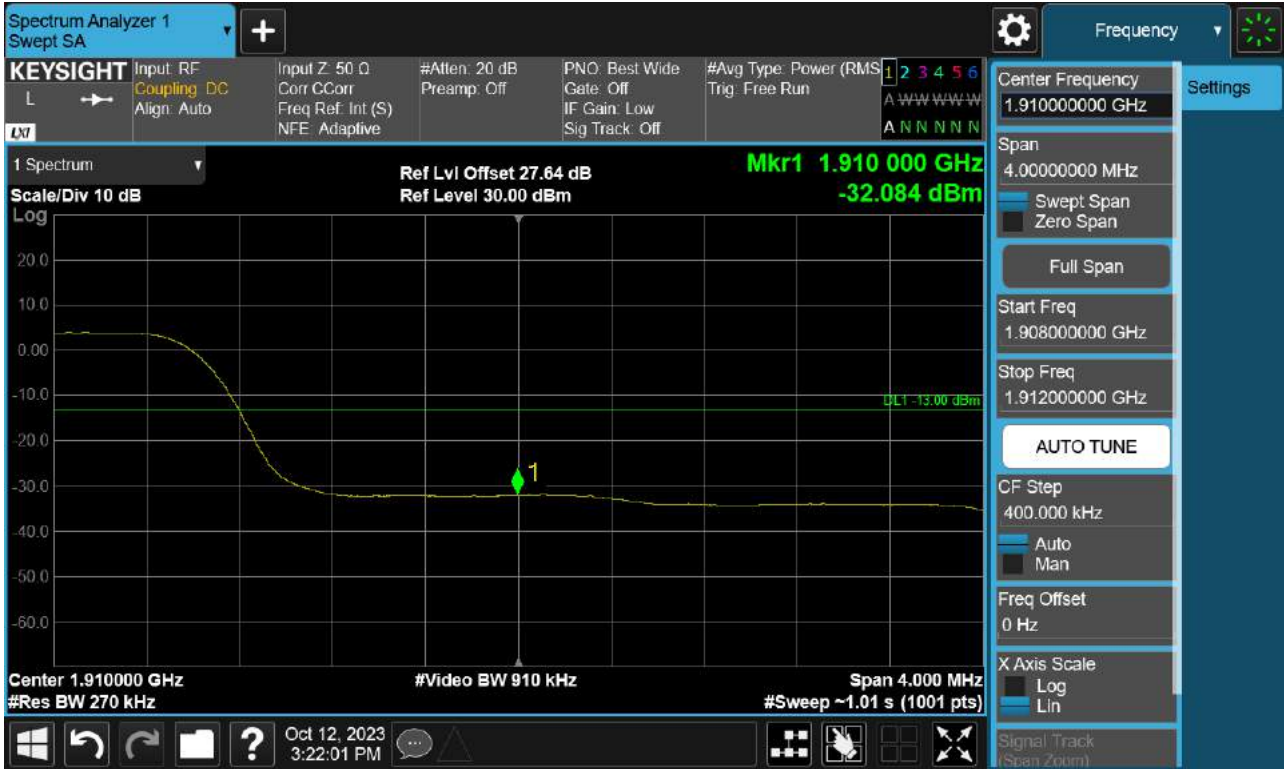 Spectrum Analyzer 1
Swept SA
+
Frequency
KEYSIGHT
L
LXI
Input: RF
Coupling: DC
Align: Auto
Input Z: 50 Ω
Corr CCorr
Freq Ref: Int (S)
NFE: Adaptive
#Atten: 20 dB
Preamp: Off
PNO: Best Wide
Gate: Off
IF Gain: Low
Sig Track: Off
#Avg Type: Power (RMS
Trig: Free Run
1 2 3 4 5 6
A W W W W W
A N N N N N
1 Spectrum
Scale/Div 10 dB
Ref Lvl Offset 27.64 dB
Ref Level 30.00 dBm
Mkr1 1.910 000 GHz
-32.084 dBm
Log
20.0
10.0
0.00
-10.0
-20.0
-30.0
-40.0
-50.0
-60.0
DL1 -13.00 dBm
1
Center 1.910000 GHz
#Res BW 270 kHz
#Video BW 910 kHz
Span 4.000 MHz
#Sweep ~1.01 s (1001 pts)
Center Frequency
1.910000000 GHz
Settings
Span
4.00000000 MHz
Swept Span
Zero Span
Full Span
Start Freq
1.908000000 GHz
Stop Freq
1.912000000 GHz
AUTO TUNE
CF Step
400.000 kHz
Auto
Man
Freq Offset
0 Hz
X Axis Scale
Log
Lin
Signal Track
(Span Zoom)
?
Oct 12, 2023
3:22:01 PM